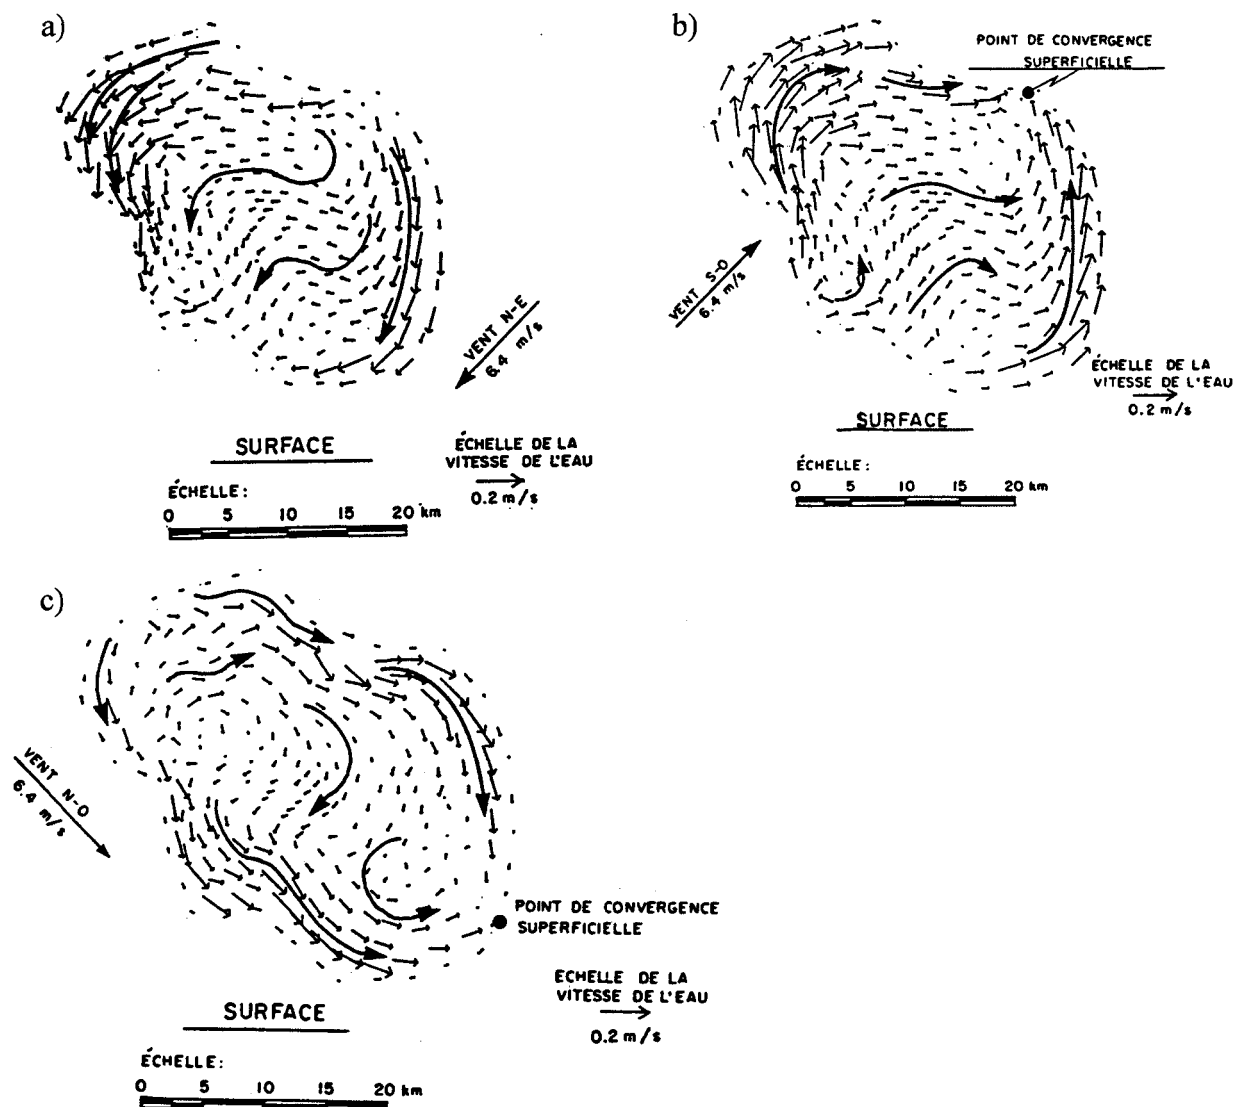 a)
VENT N-E
6.4 m/s
SURFACE
ÉCHELLE DE LA
VITESSE DE L'EAU
0.2 m/s
ÉCHELLE:
0 5 10 15 20 km
b)
POINT DE CONVERGENCE
SUPERFICIELLE
VENT S-O
6.4 m/s
ÉCHELLE DE LA
VITESSE DE L'EAU
0.2 m/s
SURFACE
ÉCHELLE:
0 5 10 15 20 km
c)
VENT N-O
6.4 m/s
POINT DE CONVERGENCE
SUPERFICIELLE
ECHELLE DE LA
VITESSE DE L'EAU
0.2 m/s
SURFACE
ÉCHELLE:
0 5 10 15 20 km